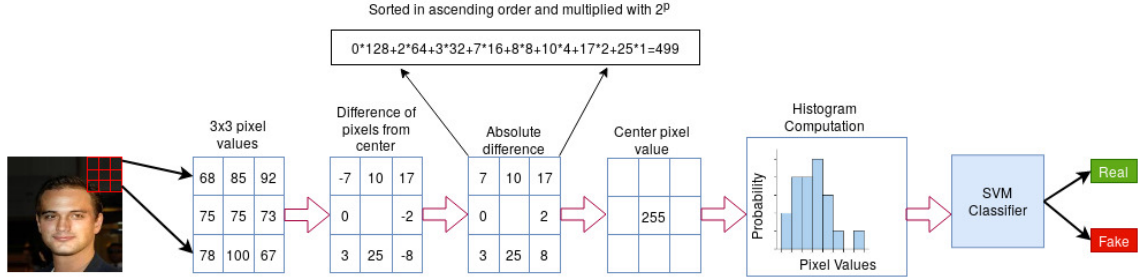 Sorted in ascending order and multiplied with 2ᵖ
0*128+2*64+3*32+7*16+8*8+10*4+17*2+25*1=499
3x3 pixel
values
68 85 92
75 75 73
78 100 67
Difference of
pixels from
center
-7 10 17
0 -2
3 25 -8
Absolute
difference
7 10 17
0 2
3 25 8
Center pixel
value
255
Histogram
Computation
Probability
Pixel Values
SVM
Classifier
Real
Fake